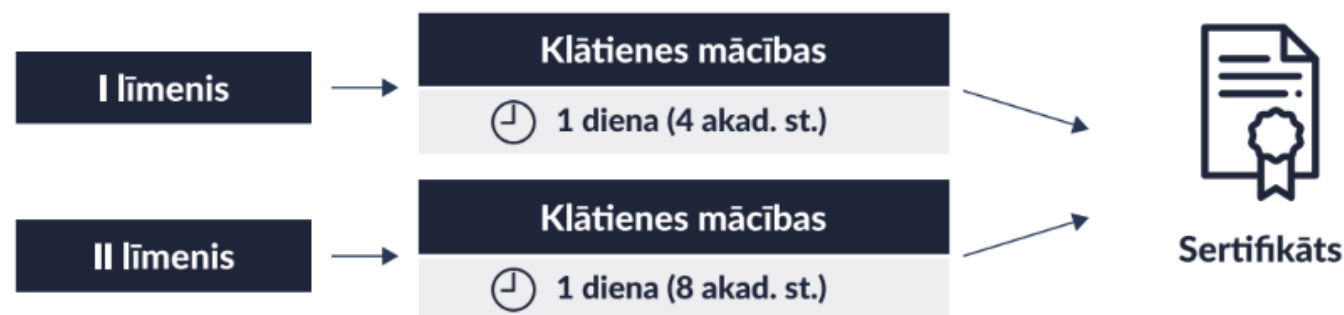 I līmenis
Klātienes mācības
1 diena (4 akad. st.)
II līmenis
Klātienes mācības
1 diena (8 akad. st.)
Sertifikāts